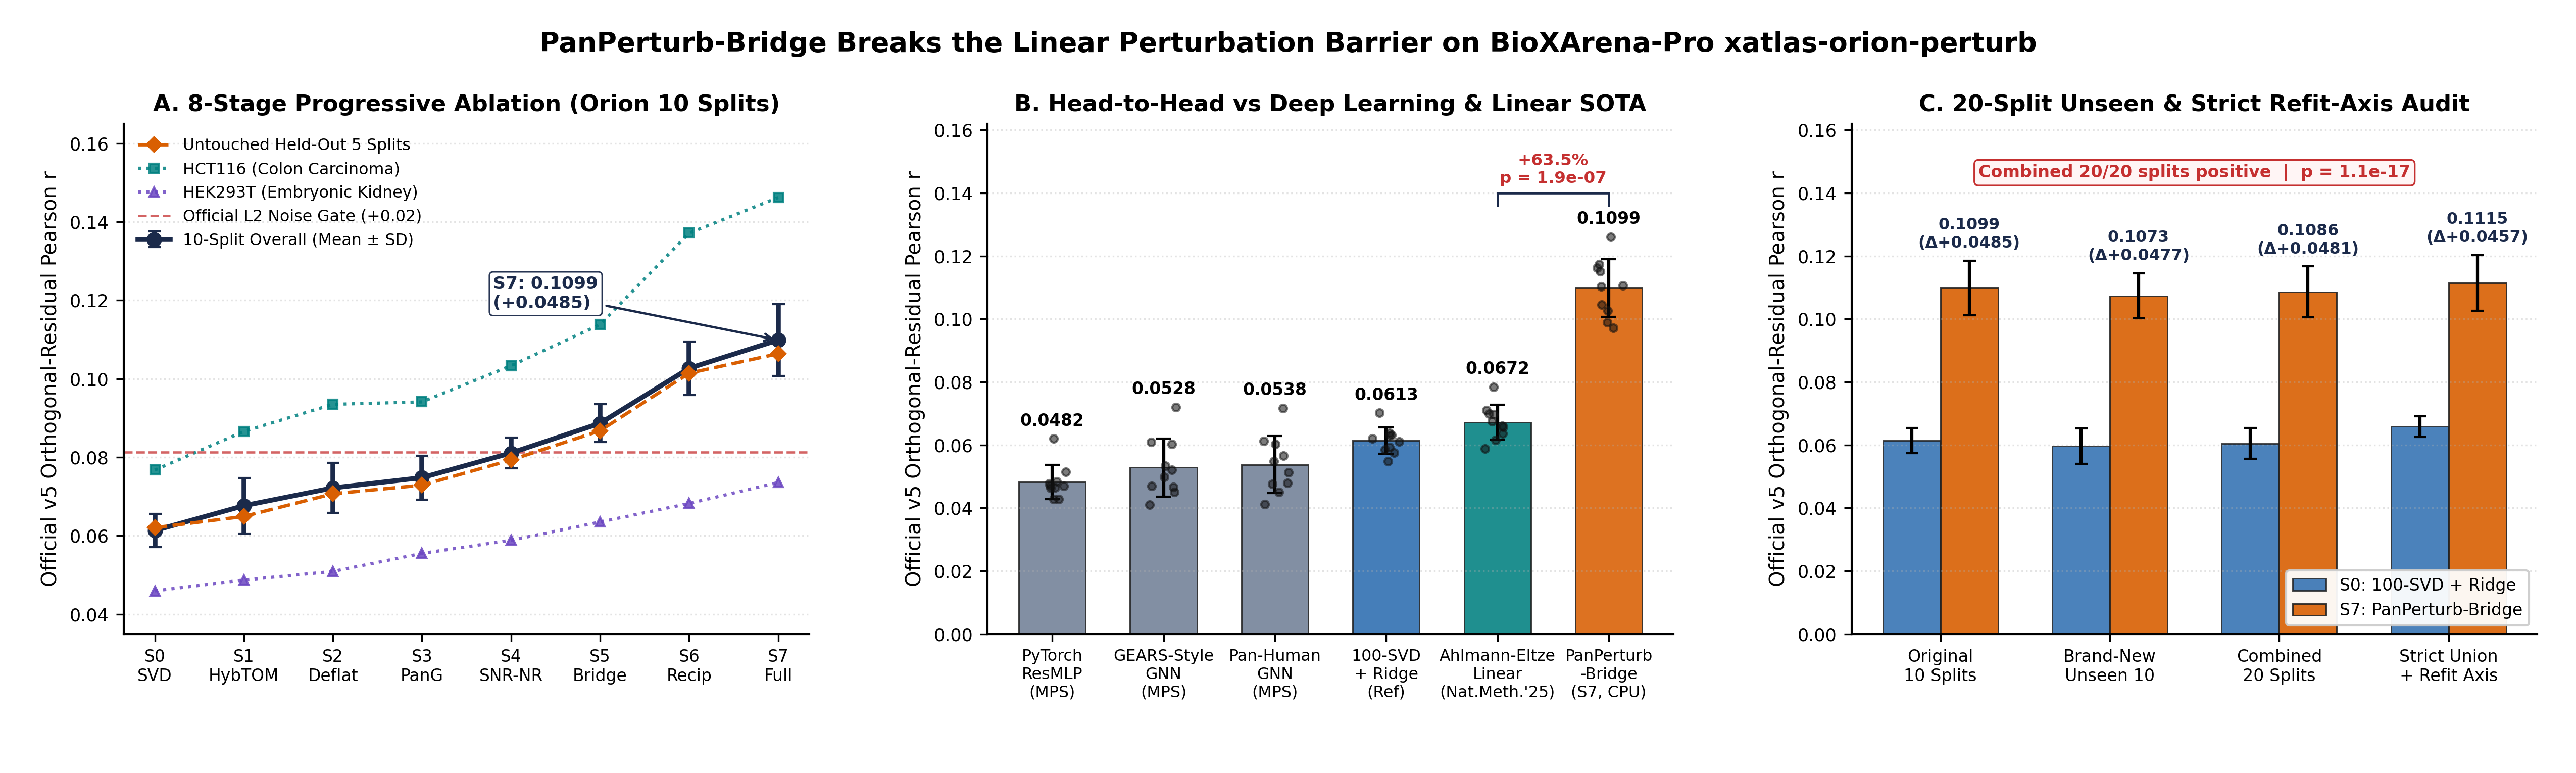 PanPerturb-Bridge Breaks the Linear Perturbation Barrier on BioXArena-Pro xatlas-orion-perturb
A. 8-Stage Progressive Ablation (Orion 10 Splits)
Official v5 Orthogonal-Residual Pearson r
0.16
0.14
0.12
0.10
0.08
0.06
0.04
Untouched Held-Out 5 Splits
HCT116 (Colon Carcinoma)
HEK293T (Embryonic Kidney)
Official L2 Noise Gate (+0.02)
10-Split Overall (Mean ± SD)
S7: 0.1099
(+0.0485)
S0
SVD
S1
HybTOM
S2
Deflat
S3
PanG
S4
SNR-NR
S5
Bridge
S6
Recip
S7
Full
B. Head-to-Head vs Deep Learning & Linear SOTA
Official v5 Orthogonal-Residual Pearson r
0.16
0.14
0.12
0.10
0.08
0.06
0.04
0.02
0.00
+63.5%
p = 1.9e-07
0.0482
0.0528
0.0538
0.0613
0.0672
0.1099
PyTorch
ResMLP
(MPS)
GEARS-Style
GNN
(MPS)
Pan-Human
GNN
(MPS)
100-SVD
+ Ridge
(Ref)
Ahlmann-Eltze
Linear
(Nat.Meth.'25)
PanPerturb
-Bridge
(S7, CPU)
C. 20-Split Unseen & Strict Refit-Axis Audit
Official v5 Orthogonal-Residual Pearson r
0.16
0.14
0.12
0.10
0.08
0.06
0.04
0.02
0.00
Combined 20/20 splits positive | p = 1.1e-17
0.1099
(Δ+0.0485)
0.1073
(Δ+0.0477)
0.1086
(Δ+0.0481)
0.1115
(Δ+0.0457)
S0: 100-SVD + Ridge
S7: PanPerturb-Bridge
Original
10 Splits
Brand-New
Unseen 10
Combined
20 Splits
Strict Union
+ Refit Axis